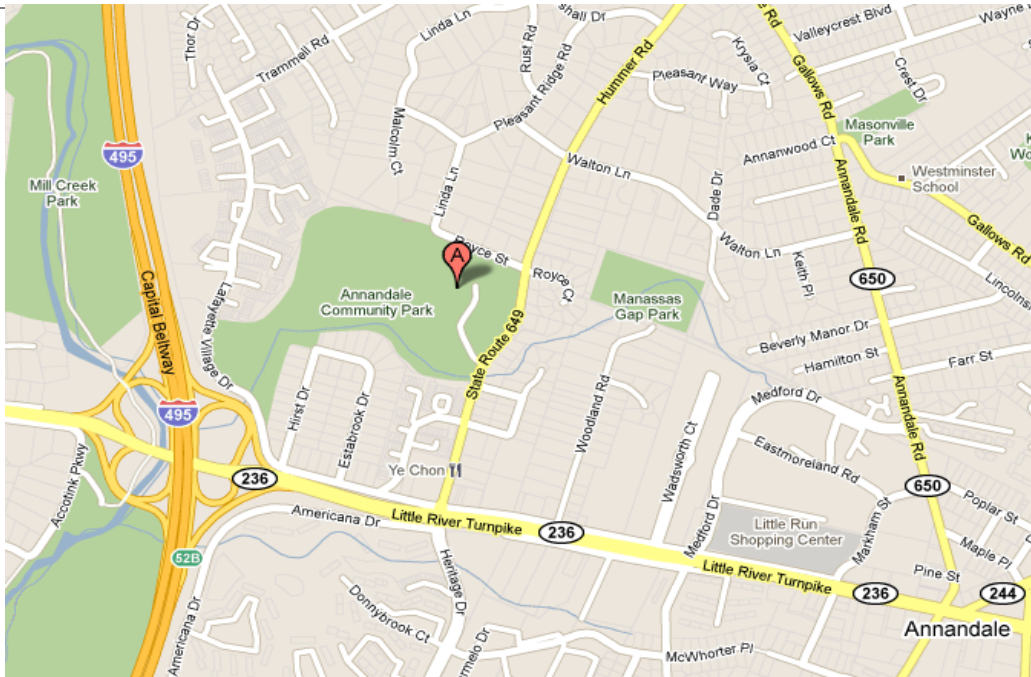 Thor Dr
Trammell Rd
Linda Ln
Rust Rd
Pleasant Ridge Rd
Hummer Rd
Krysia Ct
Pleasant Way
Valleycrest Blvd
Wayne
Gallows Rd
Crest Dr
Masonville
Park
Annanwood Ct
Westminster
School
Gallows Rd
495
Mill Creek
Park
Malcolm Ct
Linda Ln
Walton Ln
Dade Dr
Walton Ln
Annandale Rd
Keith Pl
650
Royce St
A
Royce Ct
Annandale
Community Park
Manassas
Gap Park
Capital Beltway
Lafayette Village Dr
State Route 649
Beverly Manor Dr
Hamilton St
Farr St
Annandale Rd
495
Hirst Dr
Estabrook Dr
Woodland Rd
Wadsworth Ct
Medford Dr
Eastmoreland Rd
Ye Chon
236
Accotink Pkwy
Americana Dr
Little River Turnpike
236
Medford Dr
Little Run
Shopping Center
Markham St
650
Poplar St
Maple Pl
Pine St
52B
Heritage Dr
Little River Turnpike
236
244
Annandale
Americana Dr
Donnybrook Ct
McWhorter Pl